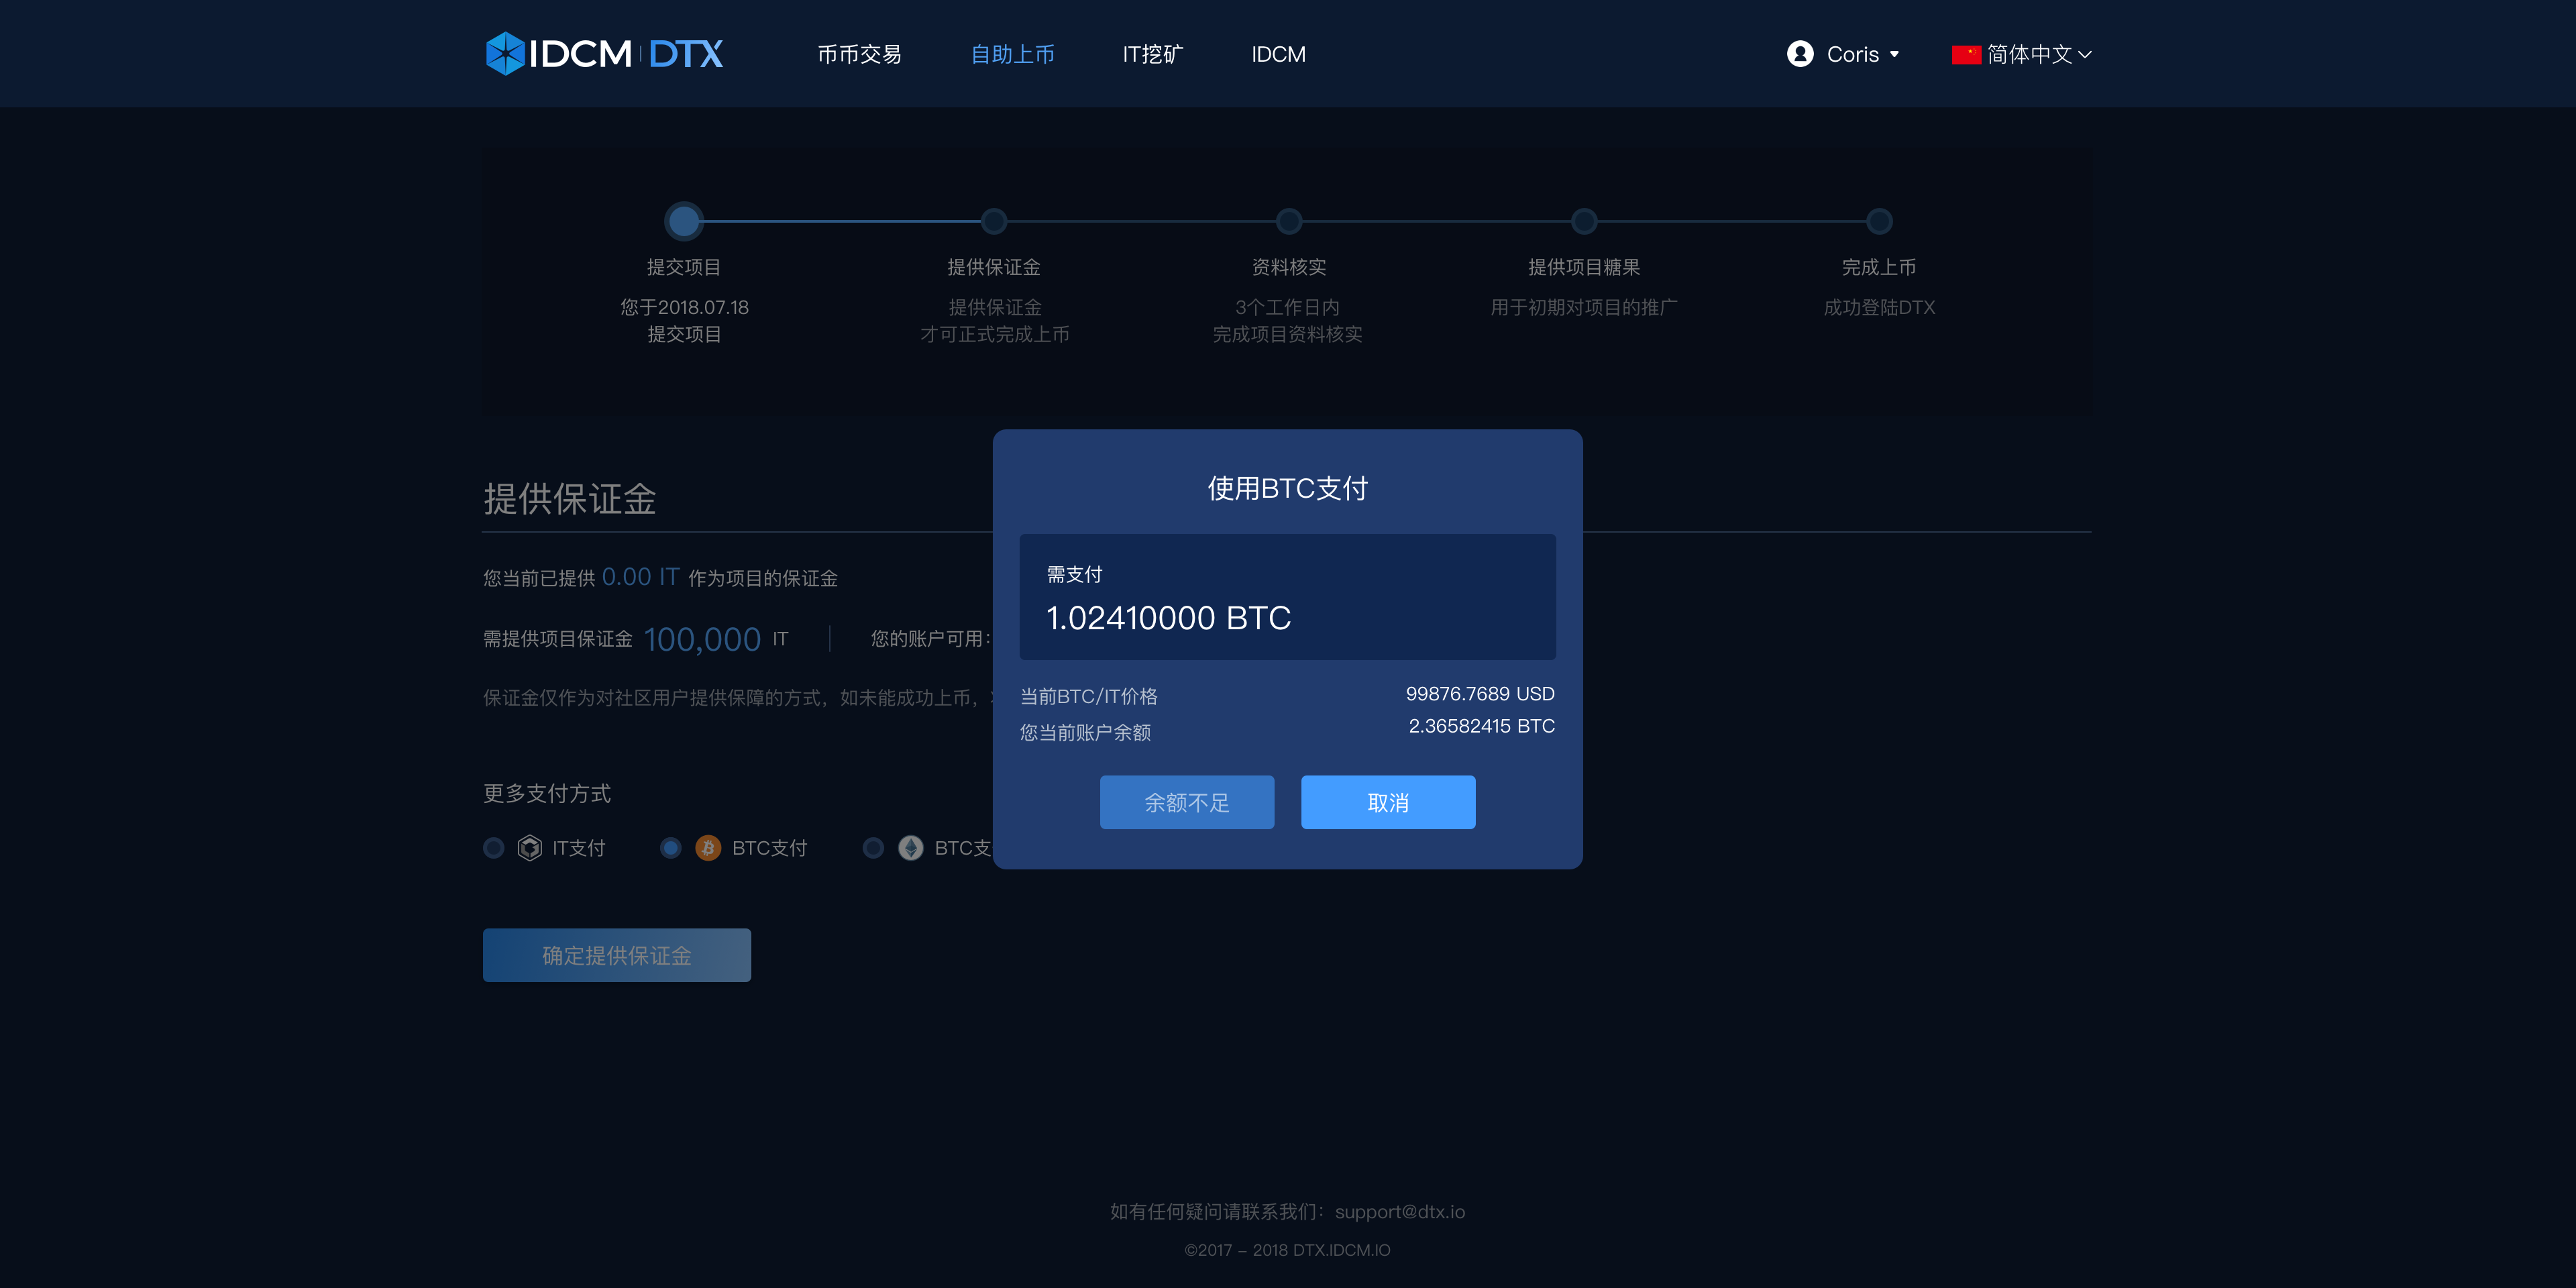 IDCM DTX 币币交易 自助上币 IT挖矿 IDCM Coris 简体中文
提交项目 提供保证金 资料核实 提供项目糖果 完成上币
您于2018.07.18 提供保证金 3个工作日内 用于初期对项目的推广 成功登陆DTX
提交项目 才可正式完成上币 完成项目资料核实
提供保证金
您当前已提供 0.00 IT 作为项目的保证金
需提供项目保证金 100,000 IT 您的账户可用：
保证金仅作为对社区用户提供保障的方式，如未能成功上币，
更多支付方式
IT支付 BTC支付 BTC支
确定提供保证金
使用BTC支付
需支付
1.02410000 BTC
当前BTC/IT价格 99876.7689 USD
您当前账户余额 2.36582415 BTC
余额不足 取消
如有任何疑问请联系我们：support@dtx.io
©2017 – 2018 DTX.IDCM.IO